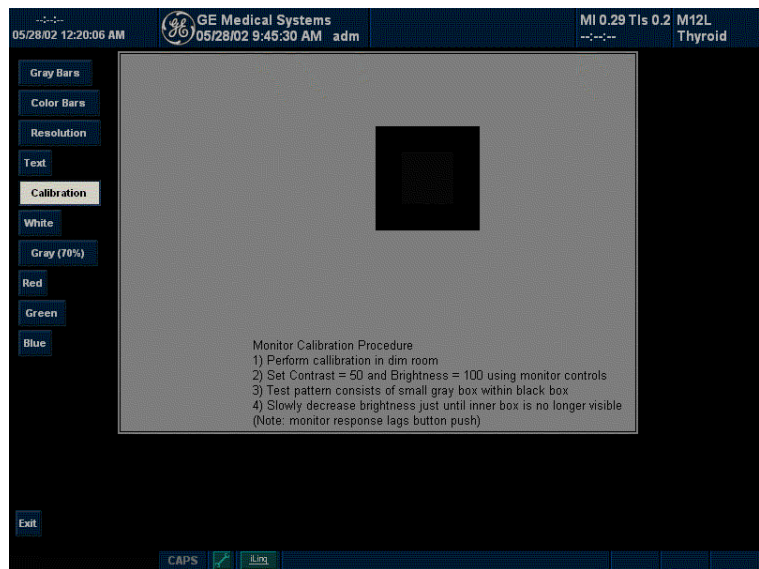 --:--:--
05/28/02 12:20:06 AM
GE Medical Systems
05/28/02 9:45:30 AM adm
MI 0.29 TIs 0.2
--:--:--
M12L
Thyroid
Gray Bars
Color Bars
Resolution
Text
Calibration
White
Gray (70%)
Red
Green
Blue
Monitor Calibration Procedure
1) Perform callibration in dim room
2) Set Contrast = 50 and Brightness = 100 using monitor controls
3) Test pattern consists of small gray box within black box
4) Slowly decrease brightness just until inner box is no longer visible
(Note: monitor response lags button push)
Exit
CAPS
iLinq